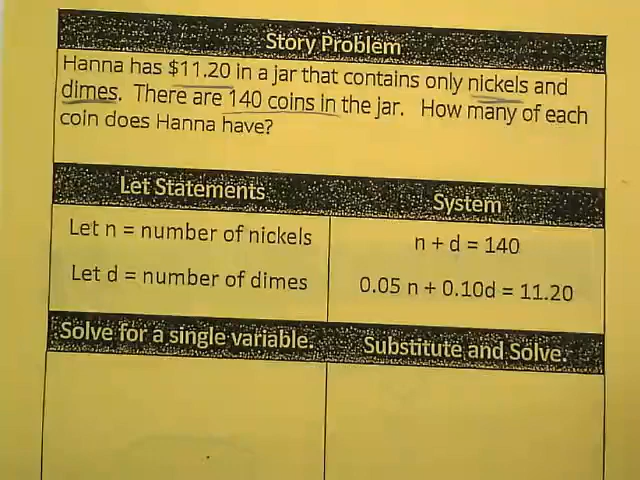 Story Problem
Hanna has $11.20 in a jar that contains only nickels and
dimes. There are 140 coins in the jar. How many of each
coin does Hanna have?
Let Statements
System
Let n = number of nickels
n + d = 140
Let d = number of dimes
0.05 n + 0.10d = 11.20
Solve for a single variable.
Substitute and Solve.